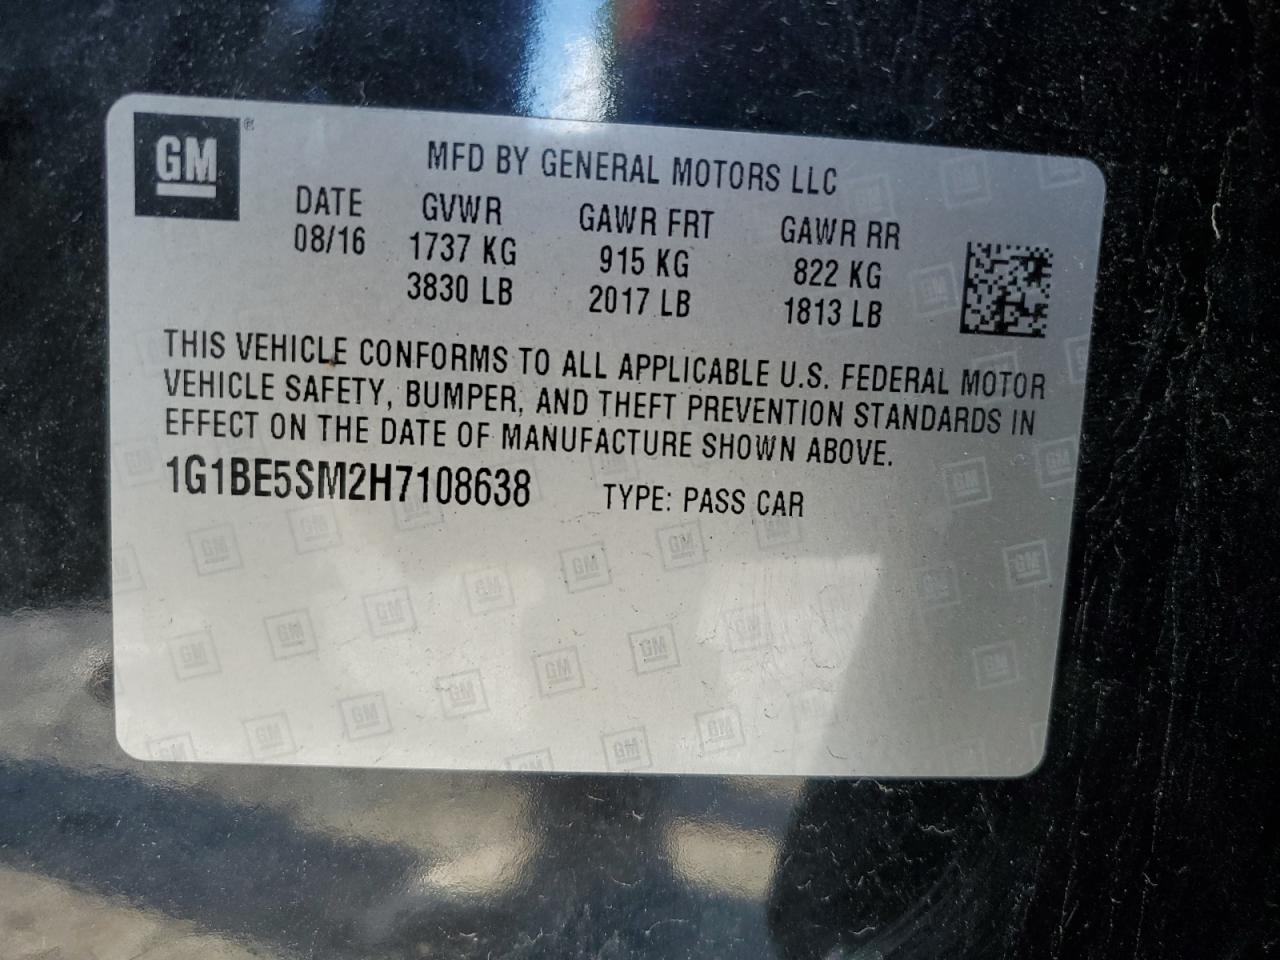 GM®
MFD BY GENERAL MOTORS LLC
DATE GVWR GAWR FRT GAWR RR
08/16 1737 KG 915 KG 822 KG
3830 LB 2017 LB 1813 LB
THIS VEHICLE CONFORMS TO ALL APPLICABLE U.S. FEDERAL MOTOR
VEHICLE SAFETY, BUMPER, AND THEFT PREVENTION STANDARDS IN
EFFECT ON THE DATE OF MANUFACTURE SHOWN ABOVE.
1G1BE5SM2H7108638 TYPE: PASS CAR